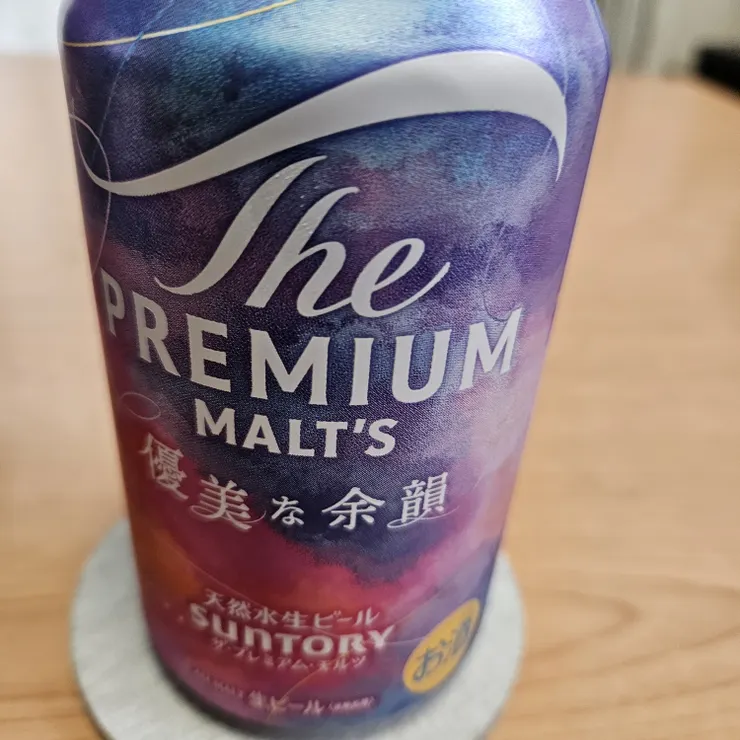 The
PREMIUM
MALT'S
優美な余韻
天然水生ビール
SUNTORY
ザ・プレミアム・モルツ
お酒
生ビール